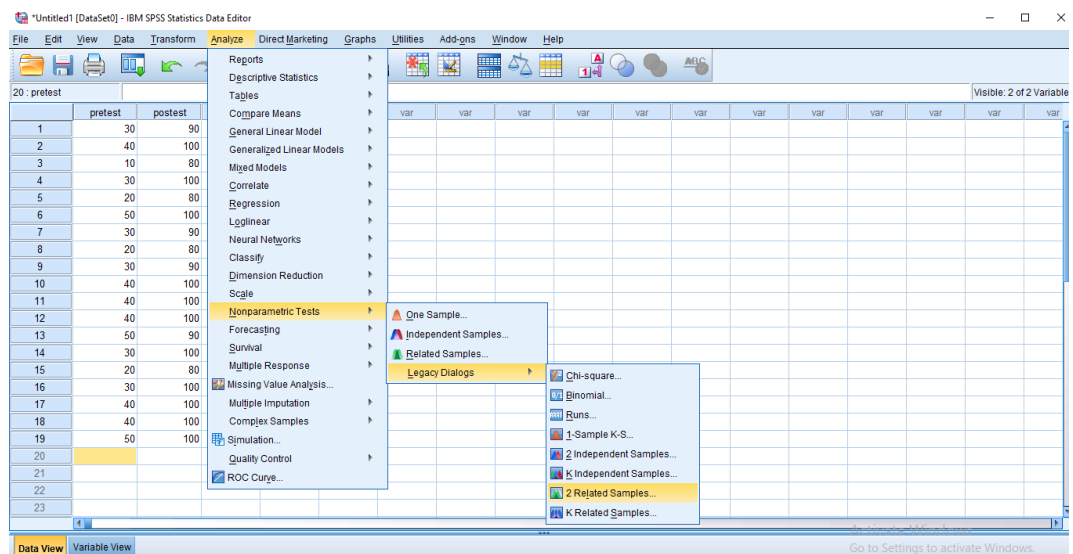 *Untitled1 [DataSet0] - IBM SPSS Statistics Data Editor
File Edit View Data Transform Analyze Direct Marketing Graphs Utilities Add-ons Window Help
20 : pretest
Visible: 2 of 2 Variable
pretest postest var var var var var var var var var var var var
1 30 90
2 40 100
3 10 80
4 30 100
5 20 80
6 50 100
7 30 90
8 20 80
9 30 90
10 40 100
11 40 100
12 40 100
13 50 90
14 30 100
15 20 80
16 30 100
17 40 100
18 40 100
19 50 100
20
21
22
23
Reports
Descriptive Statistics
Tables
Compare Means
General Linear Model
Generalized Linear Models
Mixed Models
Correlate
Regression
Loglinear
Neural Networks
Classify
Dimension Reduction
Scale
Nonparametric Tests
Forecasting
Survival
Multiple Response
Missing Value Analysis...
Multiple Imputation
Complex Samples
Simulation...
Quality Control
ROC Curve...
One Sample...
Independent Samples...
Related Samples...
Legacy Dialogs
Chi-square...
Binomial...
Runs...
1-Sample K-S...
2 Independent Samples...
K Independent Samples...
2 Related Samples...
K Related Samples...
Data View Variable View
Go to Settings to activate Windows.